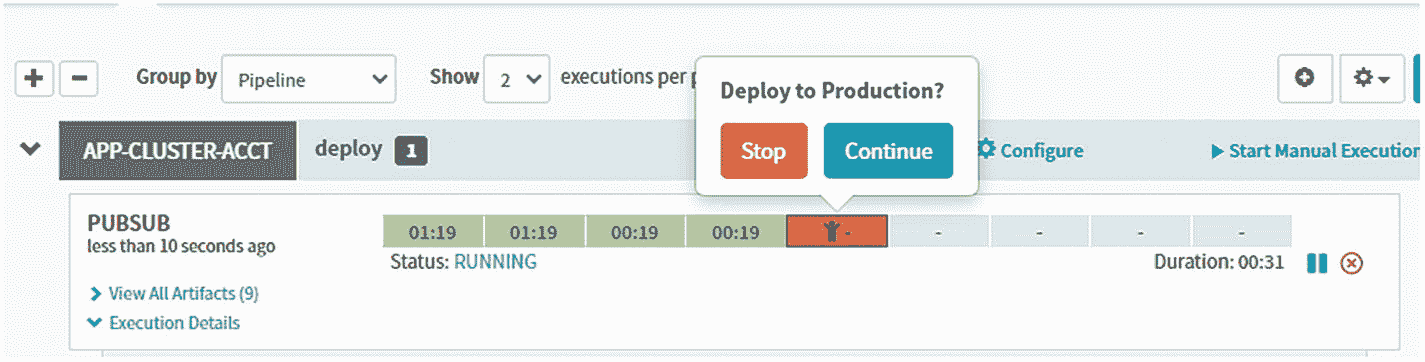 Group by Pipeline Show 2 executions per
Deploy to Production?
Stop Continue
APP-CLUSTER-ACCT deploy 1 Configure Start Manual Execution
PUBSUB 01:19 01:19 00:19 00:19 - - - - -
less than 10 seconds ago Status: RUNNING Duration: 00:31
View All Artifacts (9)
Execution Details